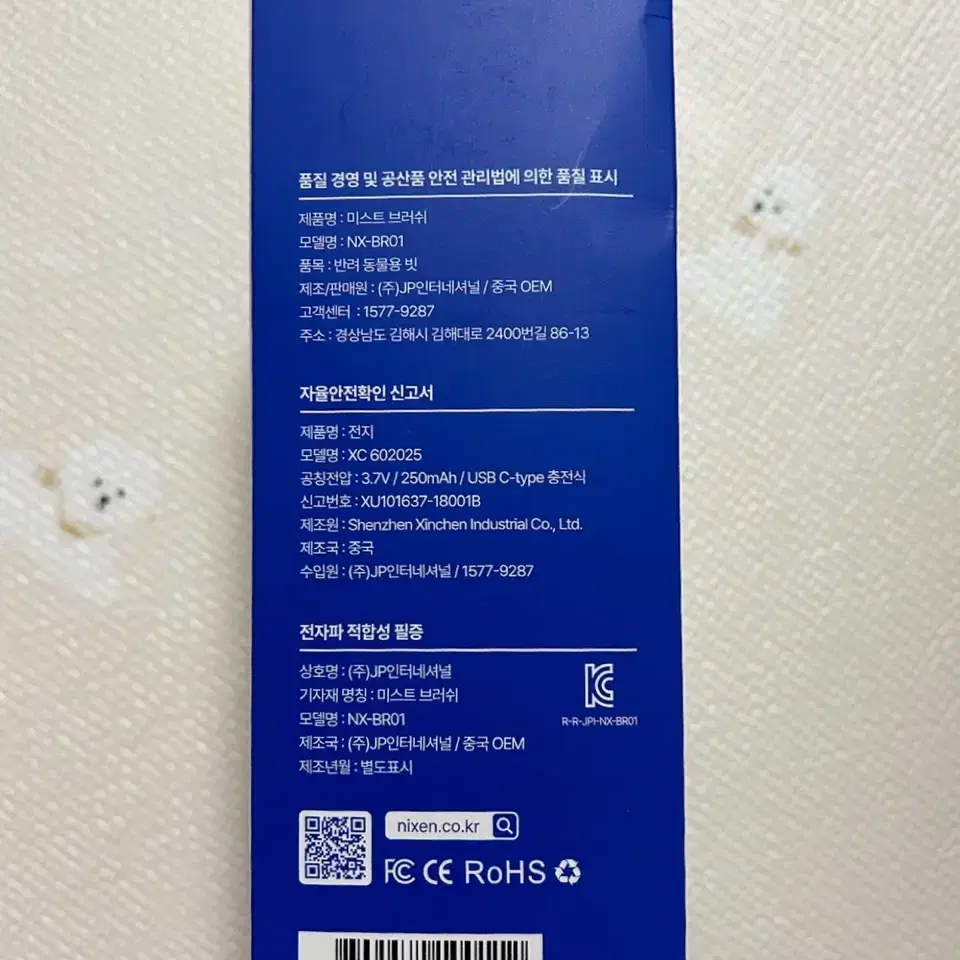 품질 경영 및 공산품 안전 관리법에 의한 품질 표시
제품명 : 미스트 브러쉬
모델명 : NX-BR01
품목 : 반려 동물용 빗
제조/판매원 : (주)JP인터네셔널 / 중국 OEM
고객센터 : 1577-9287
주소 : 경상남도 김해시 김해대로 2400번길 86-13
자율안전확인 신고서
제품명 : 전지
모델명 : XC 602025
공칭전압 : 3.7V / 250mAh / USB C-type 충전식
신고번호 : XU101637-18001B
제조원 : Shenzhen Xinchen Industrial Co., Ltd.
제조국 : 중국
수입원 : (주)JP인터네셔널 / 1577-9287
전자파 적합성 필증
상호명 : (주)JP인터네셔널
기자재 명칭 : 미스트 브러쉬
모델명 : NX-BR01
제조국 : (주)JP인터네셔널 / 중국 OEM
제조년월 : 별도표시
KC
R-R-JPI-NX-BR01
nixen.co.kr
FC CE RoHS